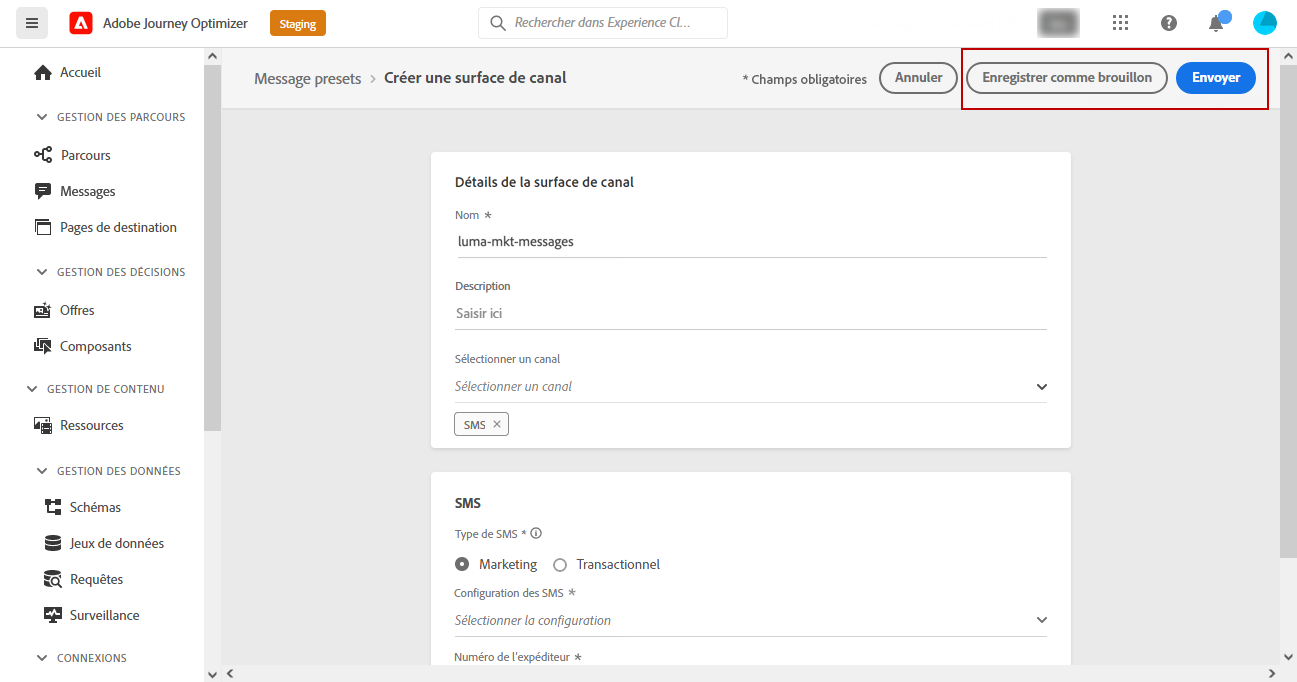 Adobe Journey Optimizer
Staging
Rechercher dans Experience Cl...
Accueil
GESTION DES PARCOURS
Parcours
Messages
Pages de destination
GESTION DES DÉCISIONS
Offres
Composants
GESTION DE CONTENU
Ressources
GESTION DES DONNÉES
Schémas
Jeux de données
Requêtes
Surveillance
CONNEXIONS
Message presets > Créer une surface de canal
* Champs obligatoires
Annuler
Enregistrer comme brouillon
Envoyer
Détails de la surface de canal
Nom *
luma-mkt-messages
Description
Saisir ici
Sélectionner un canal
Sélectionner un canal
SMS ×
SMS
Type de SMS *
Marketing
Transactionnel
Configuration des SMS *
Sélectionner la configuration
Numéro de l'expéditeur *